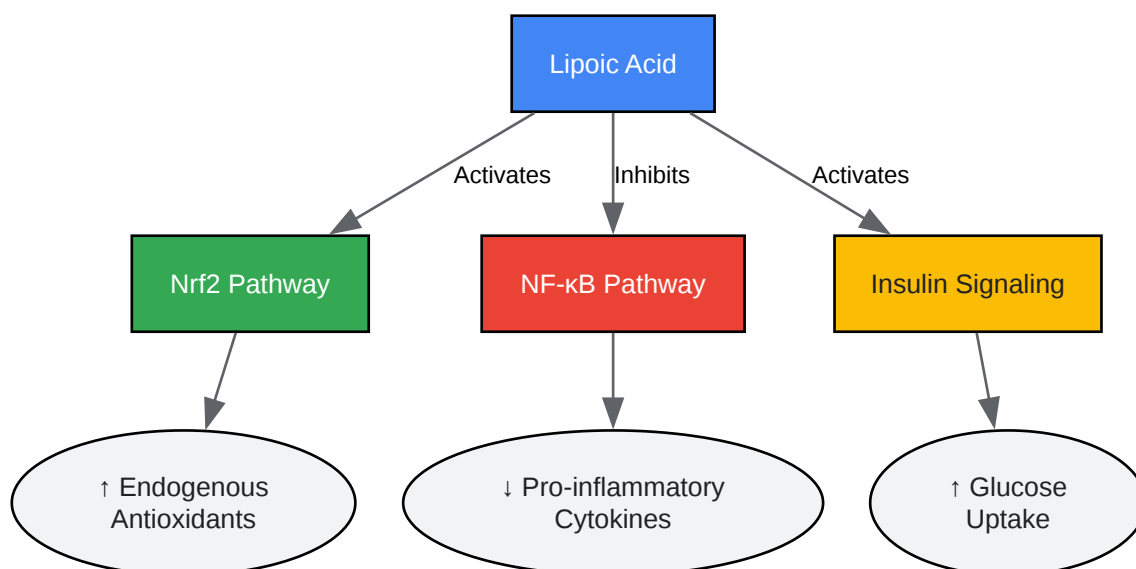 Lipoic Acid
Activates
Inhibits
Activates
Nrf2 Pathway
NF-κB Pathway
Insulin Signaling
↑ Endogenous
Antioxidants
↓ Pro-inflammatory
Cytokines
↑ Glucose
Uptake